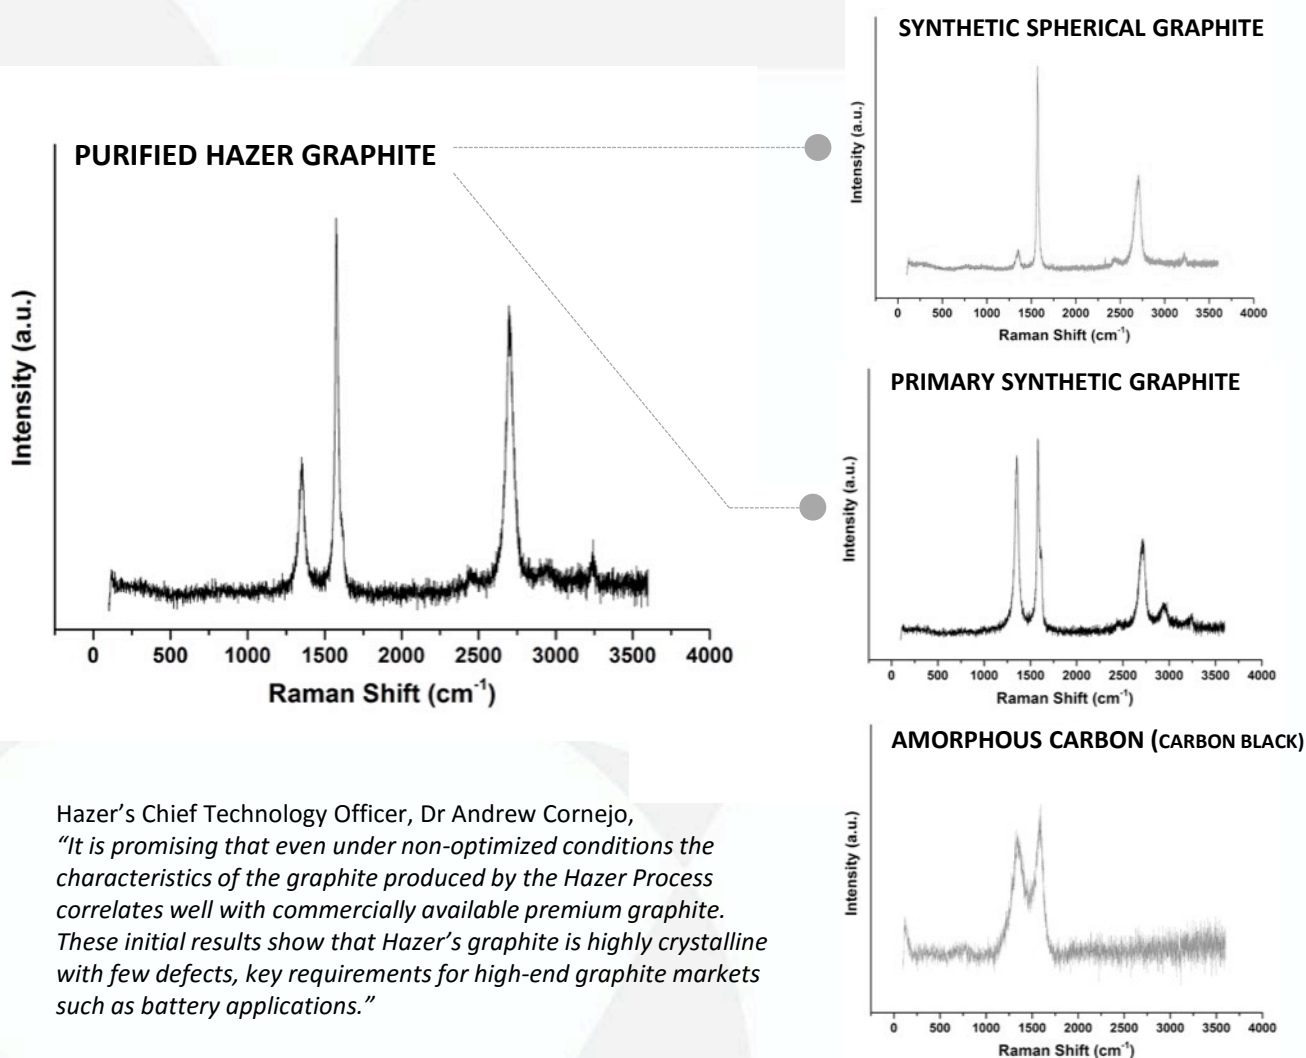 PURIFIED HAZER GRAPHITE
Intensity (a.u.)
0 500 1000 1500 2000 2500 3000 3500 4000
Raman Shift (cm⁻¹)
SYNTHETIC SPHERICAL GRAPHITE
Intensity (a.u.)
0 500 1000 1500 2000 2500 3000 3500 4000
Raman Shift (cm⁻¹)
PRIMARY SYNTHETIC GRAPHITE
Intensity (a.u.)
0 500 1000 1500 2000 2500 3000 3500 4000
Raman Shift (cm⁻¹)
AMORPHOUS CARBON (CARBON BLACK)
Intensity (a.u.)
0 500 1000 1500 2000 2500 3000 3500 4000
Raman Shift (cm⁻¹)
Hazer’s Chief Technology Officer, Dr Andrew Cornejo,
“It is promising that even under non-optimized conditions the
characteristics of the graphite produced by the Hazer Process
correlates well with commercially available premium graphite.
These initial results show that Hazer’s graphite is highly crystalline
with few defects, key requirements for high-end graphite markets
such as battery applications.”